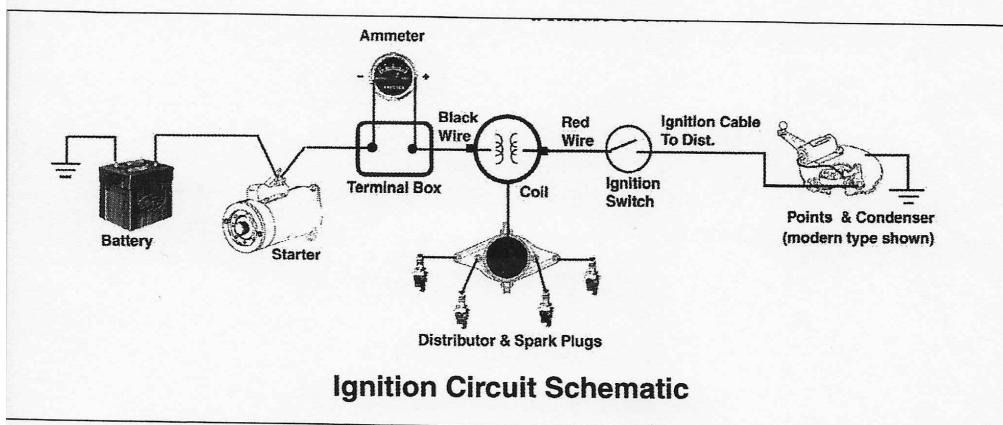 Ammeter
- +
Black
Wire
Red
Wire
Ignition Cable
To Dist.
Terminal Box
Coil
Ignition
Switch
Points & Condenser
(modern type shown)
Battery
Starter
Distributor & Spark Plugs
Ignition Circuit Schematic